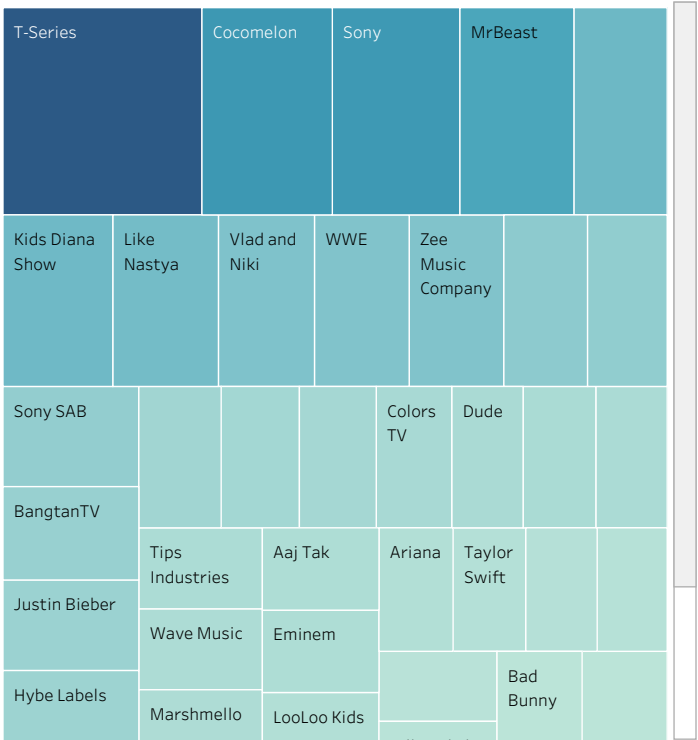 T-Series
Cocomelon
Sony
MrBeast
Kids Diana
Show
Like
Nastya
Vlad and
Niki
WWE
Zee
Music
Company
Sony SAB
BangtanTV
Justin Bieber
Hybe Labels
Colors
TV
Dude
Tips
Industries
Wave Music
Marshmello
Aaj Tak
Eminem
LooLoo Kids
Ariana
Taylor
Swift
Bad
Bunny